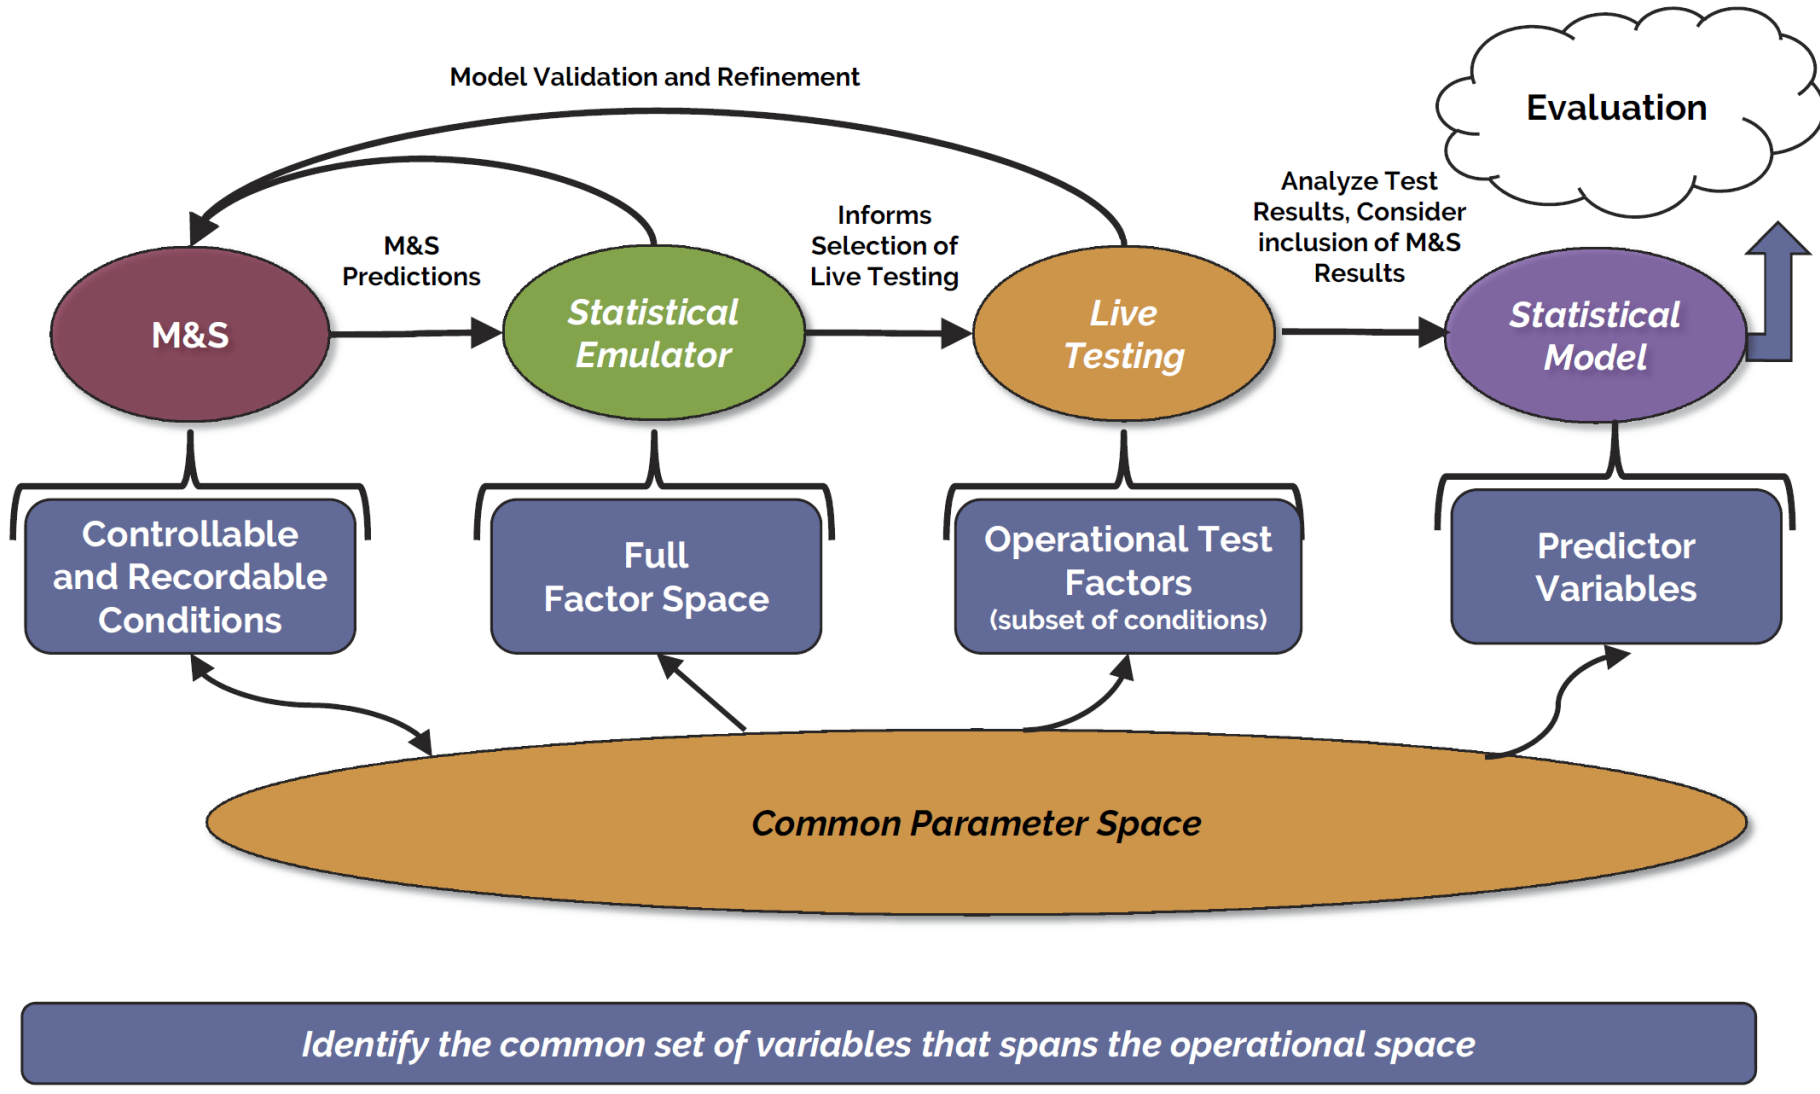 Model Validation and Refinement
Evaluation
M&S
Predictions
Informs
Selection of
Live Testing
Analyze Test
Results, Consider
inclusion of M&S
Results
M&S
Statistical
Emulator
Live
Testing
Statistical
Model
Controllable
and Recordable
Conditions
Full
Factor Space
Operational Test
Factors
(subset of conditions)
Predictor
Variables
Common Parameter Space
Identify the common set of variables that spans the operational space